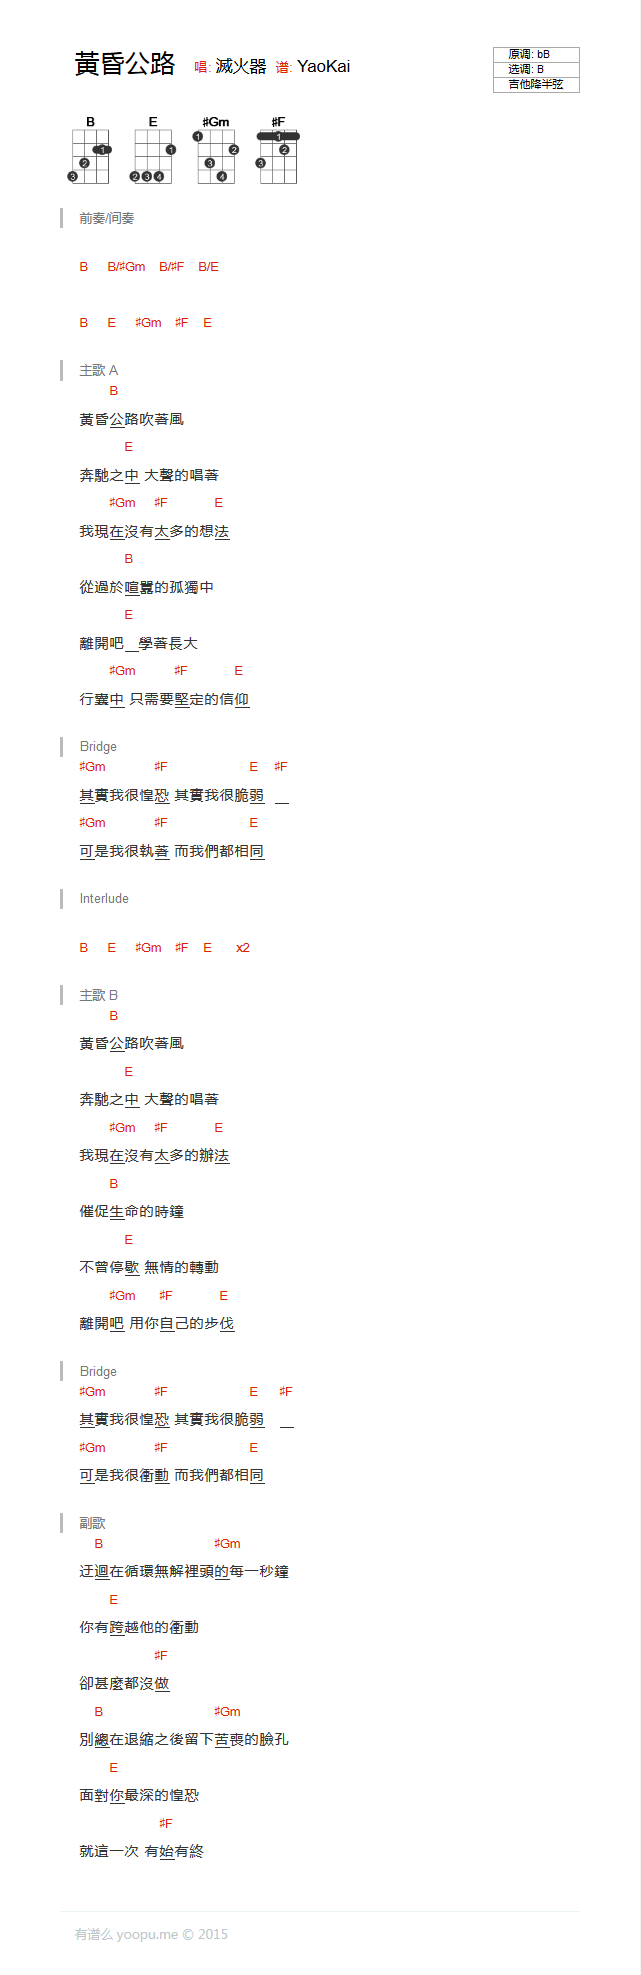 黃昏公路 唱: 滅火器 谱: YaoKai
原调: bB
选调: B
吉他降半弦
B E ♯Gm ♯F
1 2 3
1 2 3 4
1 2 3 4
1 2 3
前奏/间奏
B B/♯Gm B/♯F B/E
B E ♯Gm ♯F E
主歌 A
B
黃昏公路吹著風
E
奔馳之中 大聲的唱著
♯Gm ♯F E
我現在沒有太多的想法
B
從過於喧囂的孤獨中
E
離開吧 學著長大
♯Gm ♯F E
行囊中 只需要堅定的信仰
Bridge
♯Gm ♯F E ♯F
其實我很惶恐 其實我很脆弱
♯Gm ♯F E
可是我很執著 而我們都相同
Interlude
B E ♯Gm ♯F E x2
主歌 B
B
黃昏公路吹著風
E
奔馳之中 大聲的唱著
♯Gm ♯F E
我現在沒有太多的辦法
B
催促生命的時鐘
E
不曾停歇 無情的轉動
♯Gm ♯F E
離開吧 用你自己的步伐
Bridge
♯Gm ♯F E ♯F
其實我很惶恐 其實我很脆弱
♯Gm ♯F E
可是我很衝動 而我們都相同
副歌
B ♯Gm
迂迴在循環無解裡頭的每一秒鐘
E
你有跨越他的衝動
♯F
卻甚麼都沒做
B ♯Gm
別總在退縮之後留下苦喪的臉孔
E
面對你最深的惶恐
♯F
就這一次 有始有終
有谱么 yoopu.me © 2015